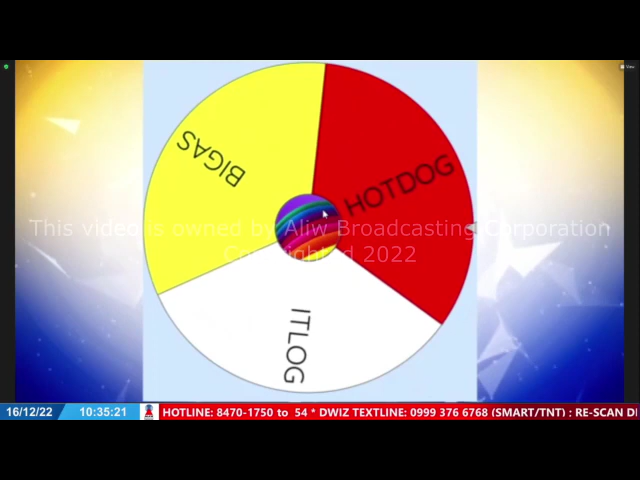 View
BIGAS
HOTDOG
ITLOG
This video is owned by Aliw Broadcasting Corporation
Copyrighted 2022
16/12/22
10:35:21
HOTLINE: 8470-1750 to 54 * DWIZ TEXTLINE: 0999 376 6768 (SMART/TNT) : RE-SCAN